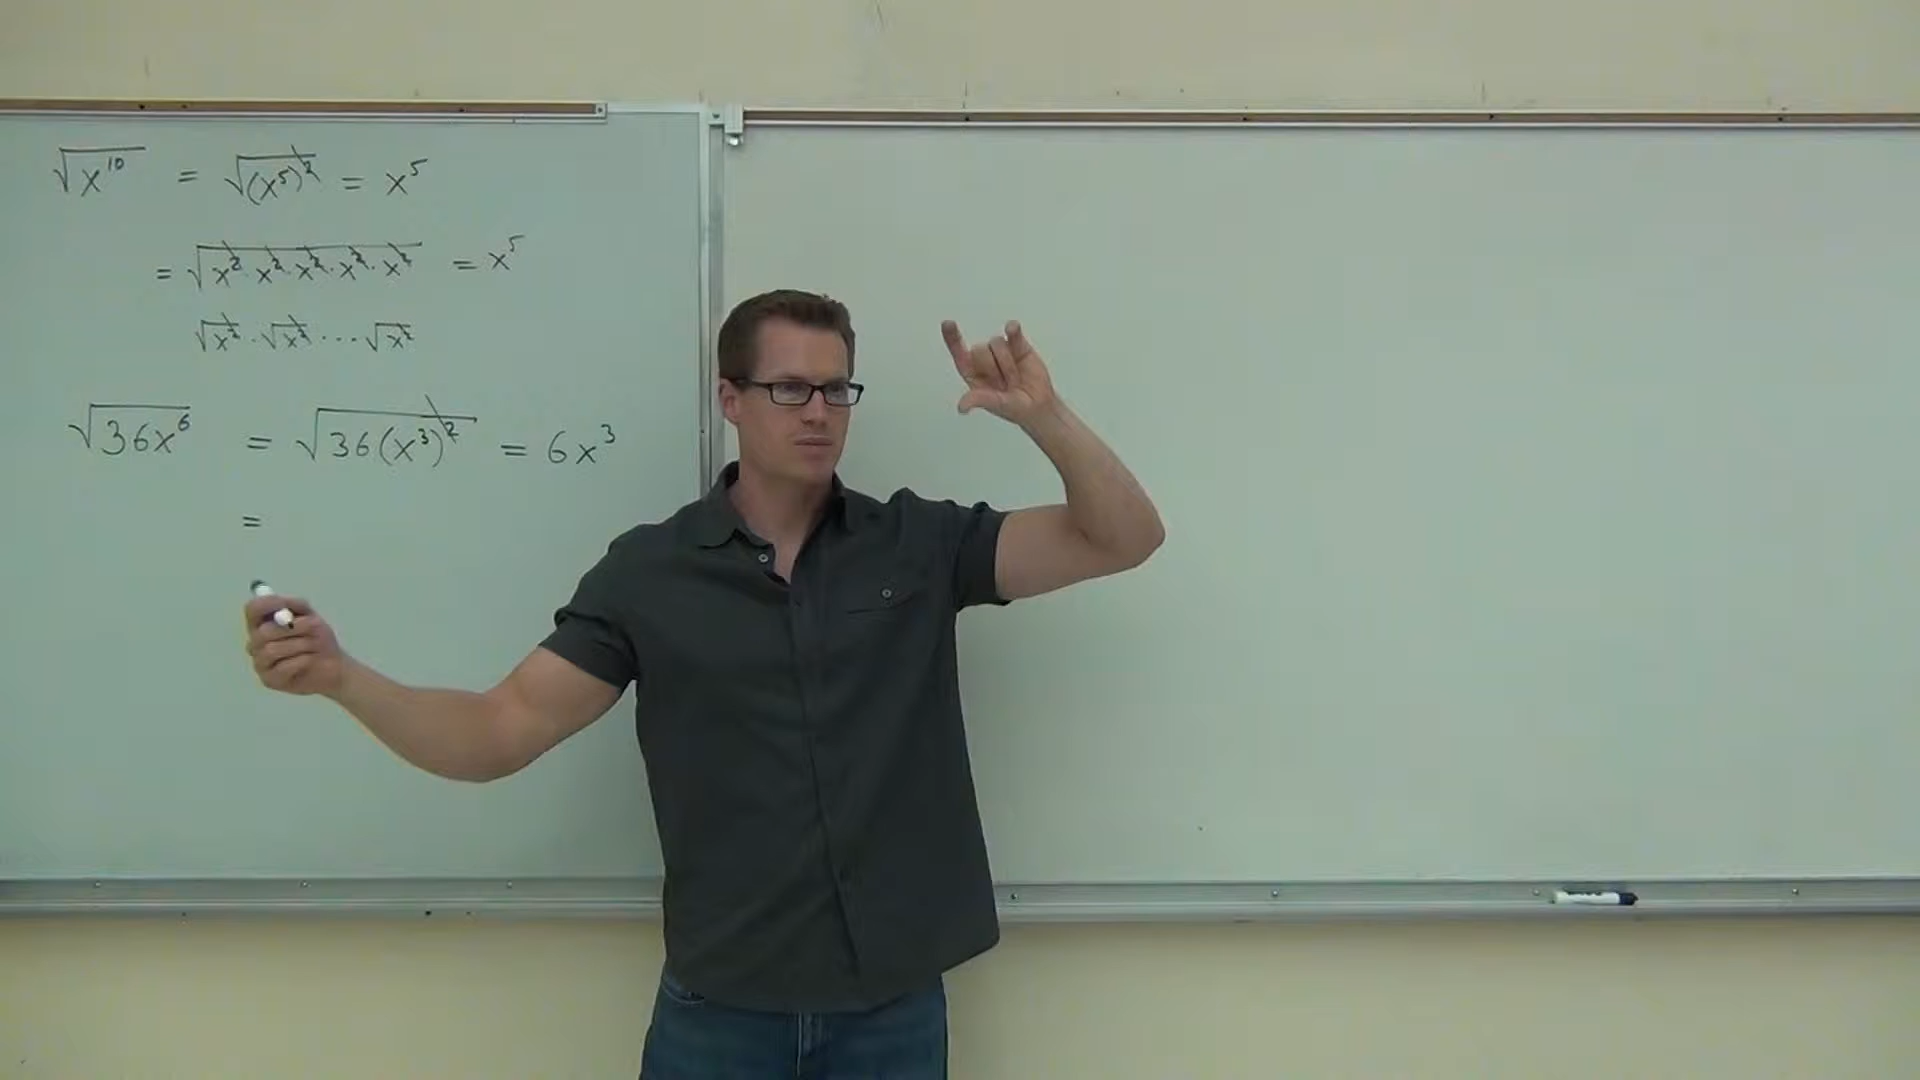 √x¹⁰ = √(x⁵)² = x⁵
= √x²·x²·x²·x²·x² = x⁵
√x² · √x² · · · √x²
√36x⁶ = √36(x³)² = 6x³
=